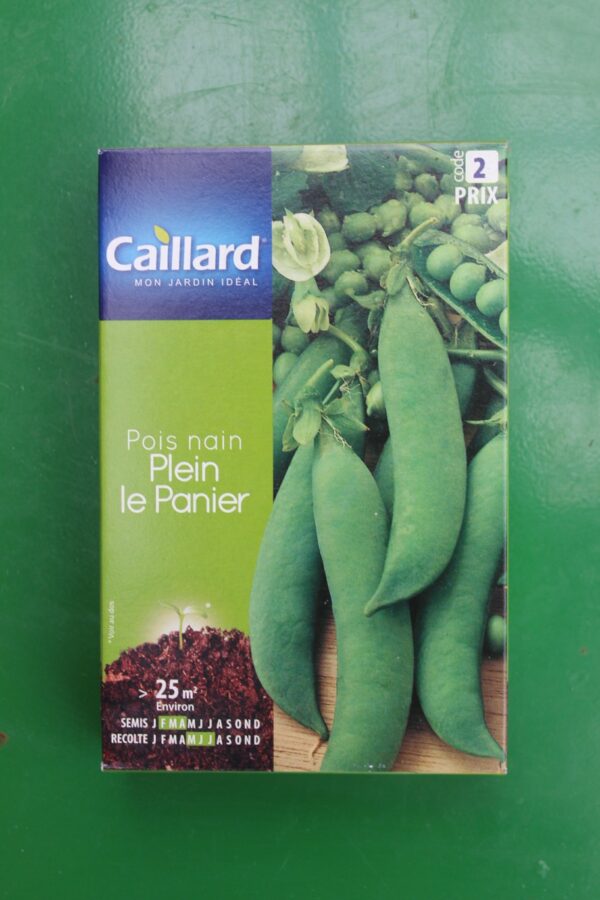 code
2
PRIX
Caillard®
MON JARDIN IDÉAL
Pois nain
Plein
le Panier
* Voir au dos
> 25 m²
Environ
SEMIS J F M A M J J A S O N D
RECOLTE J F M A M J J A S O N D